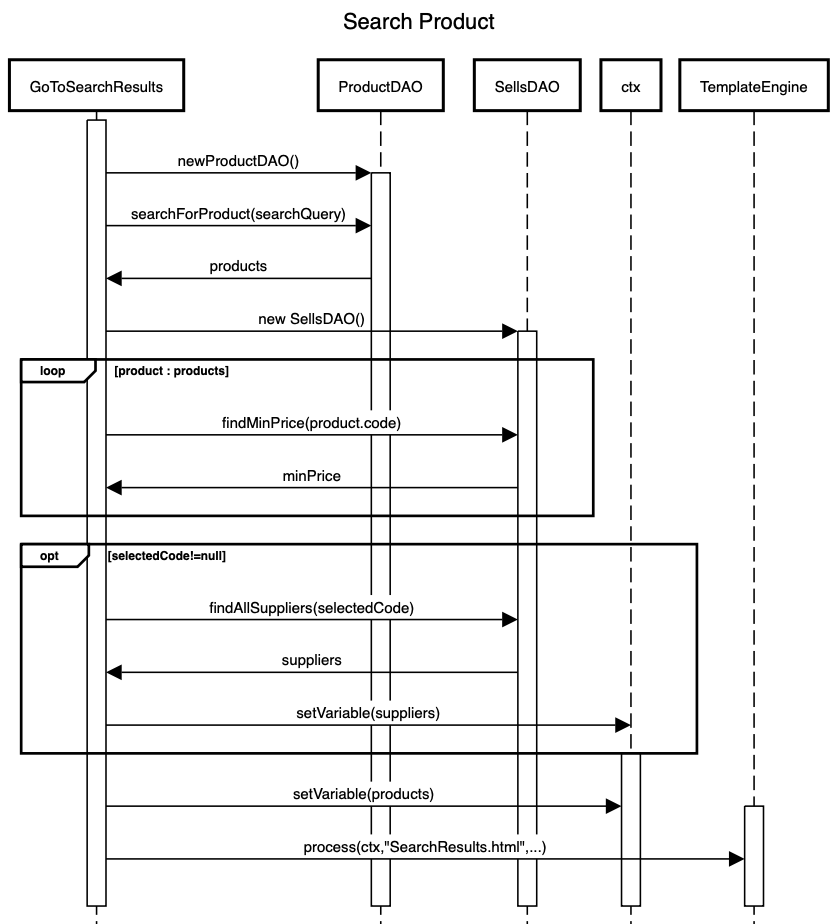 Search Product
GoToSearchResults
ProductDAO
SellsDAO
ctx
TemplateEngine
newProductDAO()
searchForProduct(searchQuery)
products
new SellsDAO()
loop
[product : products]
findMinPrice(product.code)
minPrice
opt
[selectedCode!=null]
findAllSuppliers(selectedCode)
suppliers
setVariable(suppliers)
setVariable(products)
process(ctx,"SearchResults.html",...)